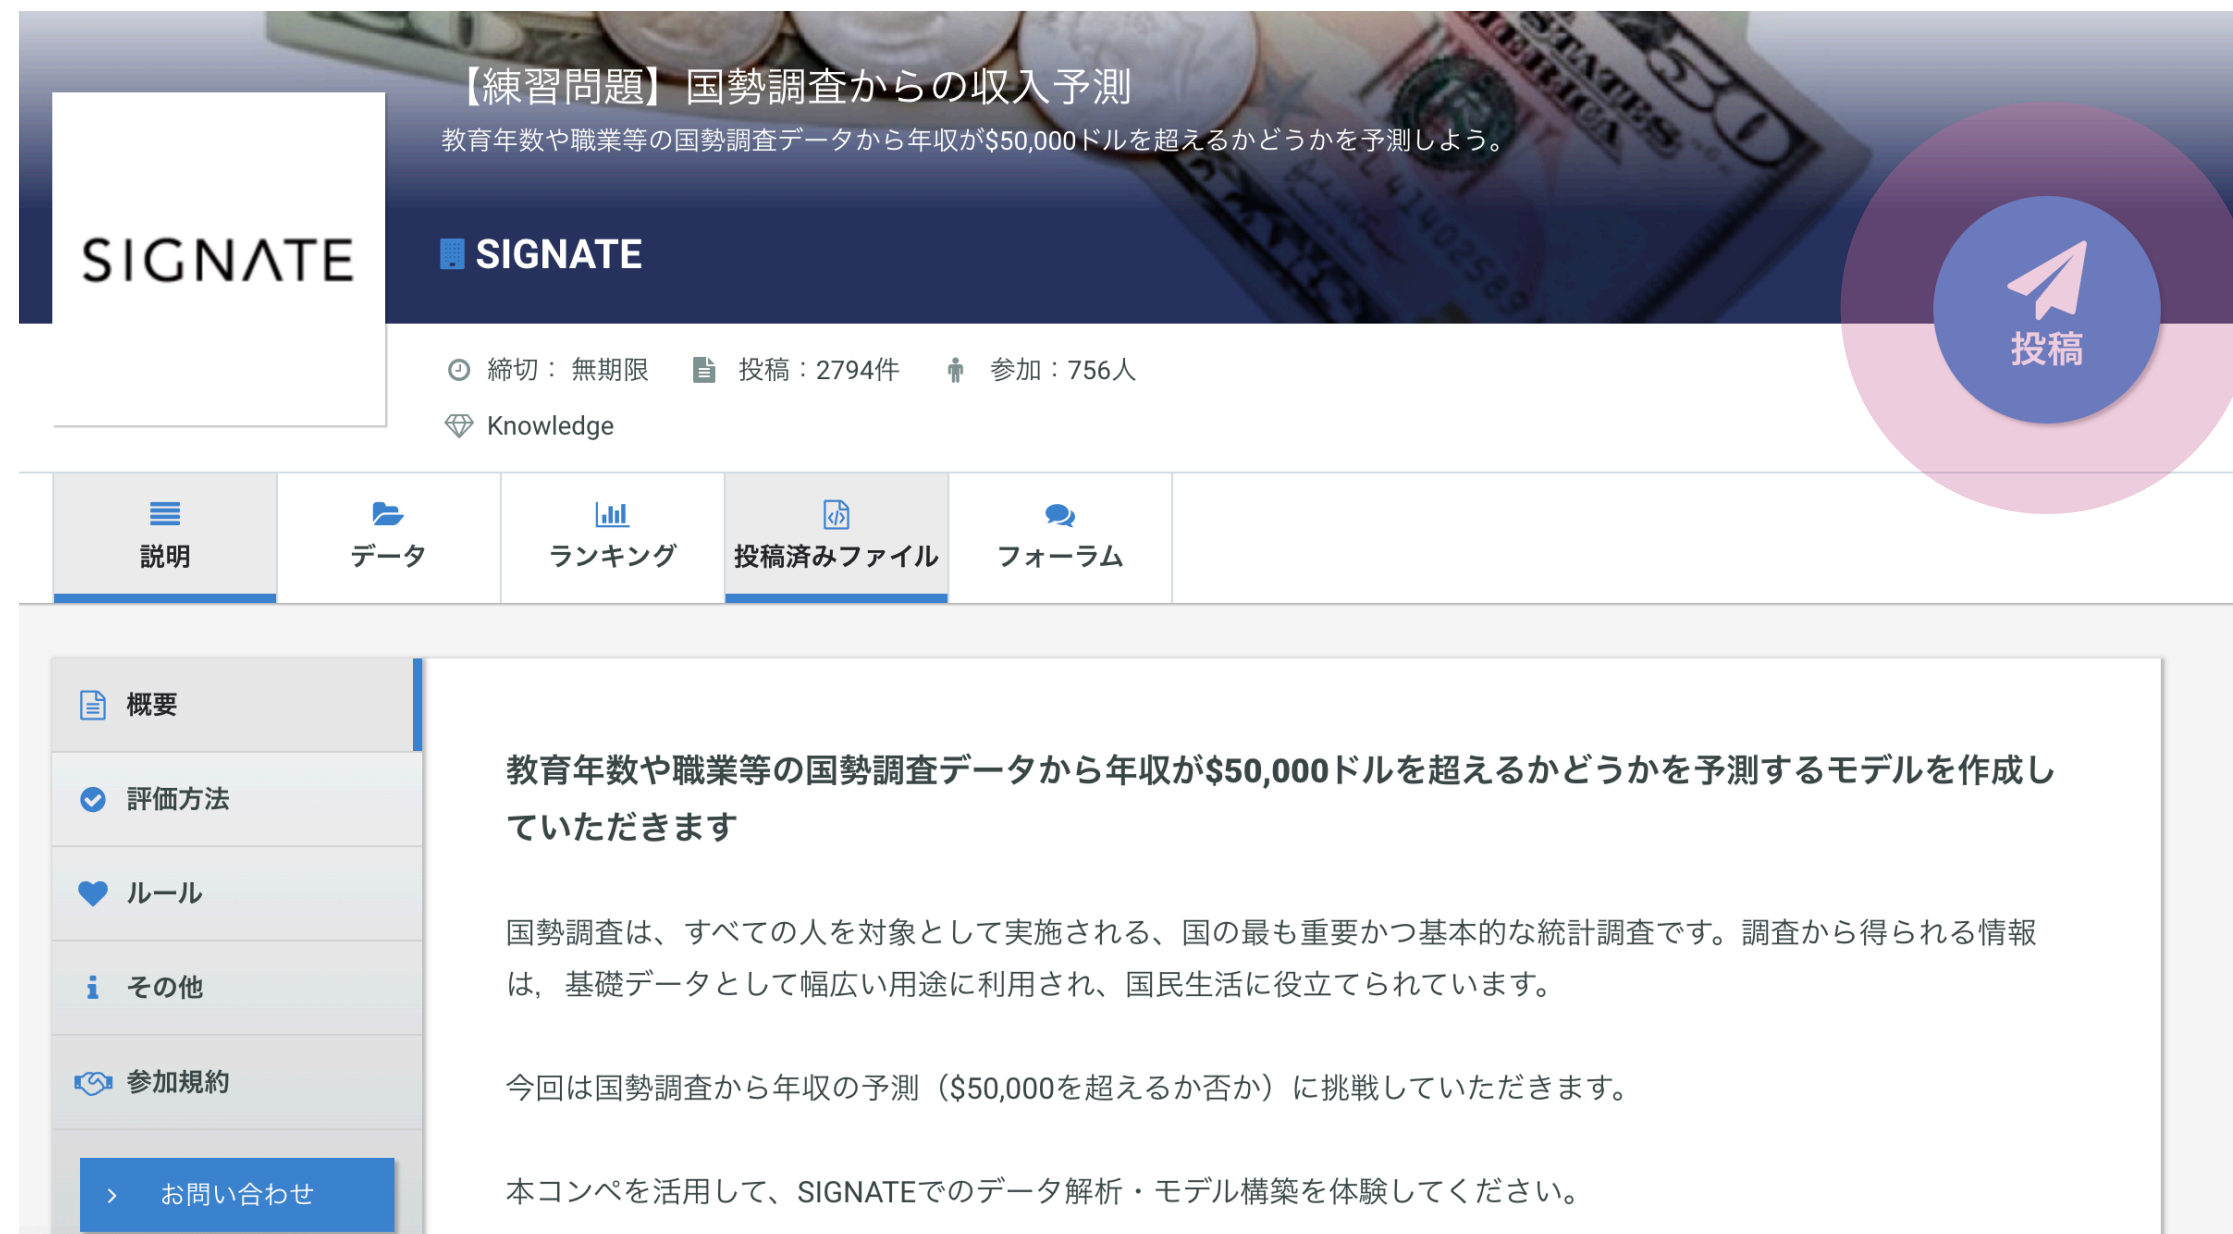 【練習問題】国勢調査からの収入予測
教育年数や職業等の国勢調査データから年収が$50,000ドルを超えるかどうかを予測しよう。
SIGNATE
SIGNATE
締切： 無期限 投稿：2794件 参加：756人
Knowledge
投稿
説明 データ ランキング 投稿済みファイル フォーラム
概要
評価方法
ルール
その他
参加規約
お問い合わせ
教育年数や職業等の国勢調査データから年収が$50,000ドルを超えるかどうかを予測するモデルを作成し
ていただきます
国勢調査は、すべての人を対象として実施される、国の最も重要かつ基本的な統計調査です。調査から得られる情報
は，基礎データとして幅広い用途に利用され、国民生活に役立てられています。
今回は国勢調査から年収の予測（$50,000を超えるか否か）に挑戦していただきます。
本コンペを活用して、SIGNATEでのデータ解析・モデル構築を体験してください。